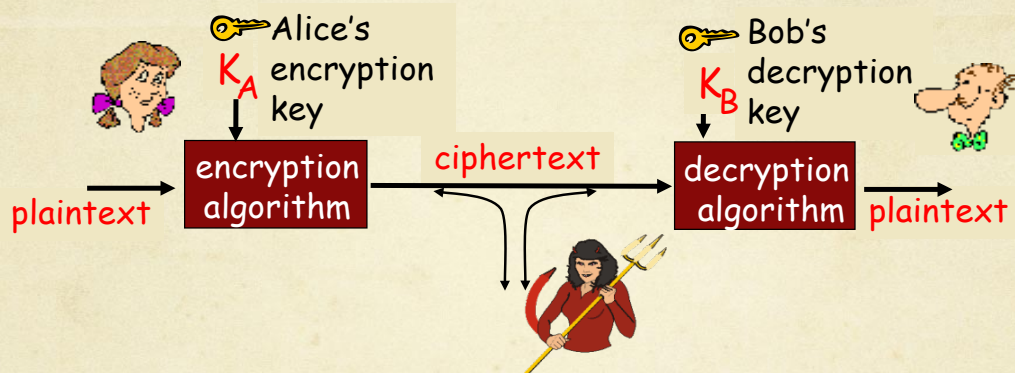 Alice's
encryption
key
K_A
Bob's
decryption
key
K_B
plaintext
encryption
algorithm
ciphertext
decryption
algorithm
plaintext